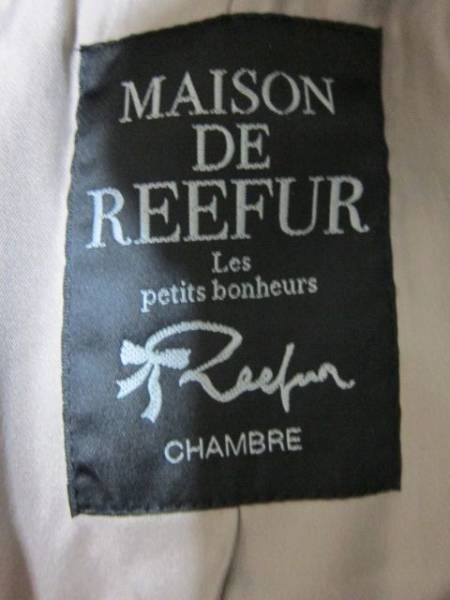 MAISON
DE
REEFUR
Les
petits bonheurs
Reefur
CHAMBRE